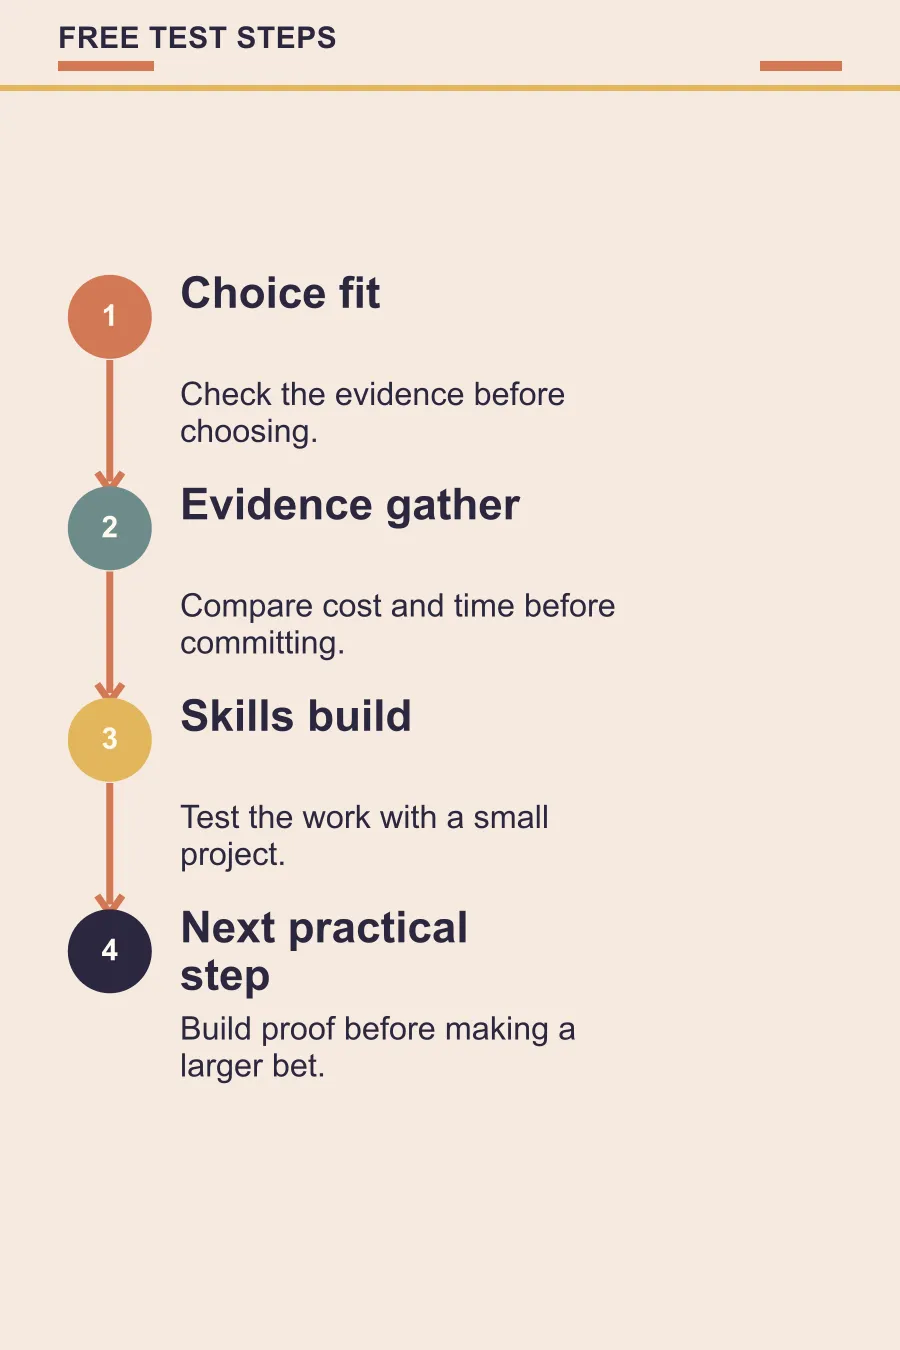 FREE TEST STEPS
1
Choice fit
Check the evidence before
choosing.
2
Evidence gather
Compare cost and time before
committing.
3
Skills build
Test the work with a small
project.
4
Next practical
step
Build proof before making a
larger bet.